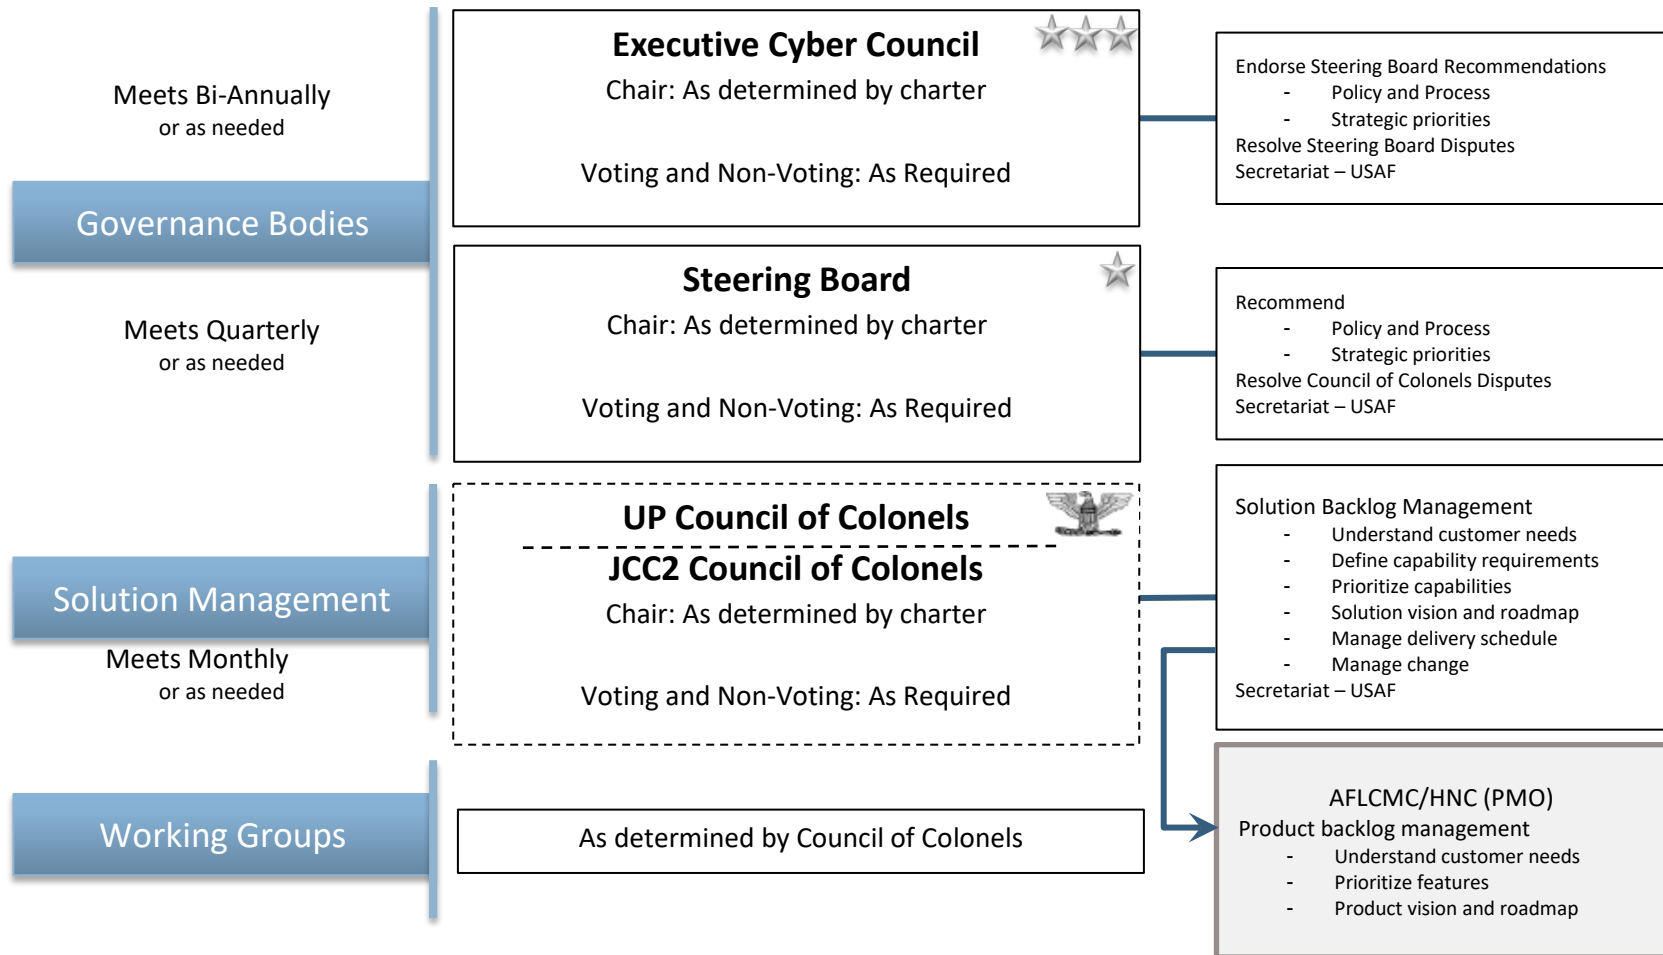 Meets Bi-Annually
or as needed
Governance Bodies
Meets Quarterly
or as needed
Executive Cyber Council
Chair: As determined by charter
Voting and Non-Voting: As Required
Endorse Steering Board Recommendations
- Policy and Process
- Strategic priorities
Resolve Steering Board Disputes
Secretariat – USAF
Steering Board
Chair: As determined by charter
Voting and Non-Voting: As Required
Recommend
- Policy and Process
- Strategic priorities
Resolve Council of Colonels Disputes
Secretariat – USAF
Solution Management
Meets Monthly
or as needed
UP Council of Colonels
JCC2 Council of Colonels
Chair: As determined by charter
Voting and Non-Voting: As Required
Solution Backlog Management
- Understand customer needs
- Define capability requirements
- Prioritize capabilities
- Solution vision and roadmap
- Manage delivery schedule
- Manage change
Secretariat – USAF
Working Groups
As determined by Council of Colonels
AFLCMC/HNC (PMO)
Product backlog management
- Understand customer needs
- Prioritize features
- Product vision and roadmap